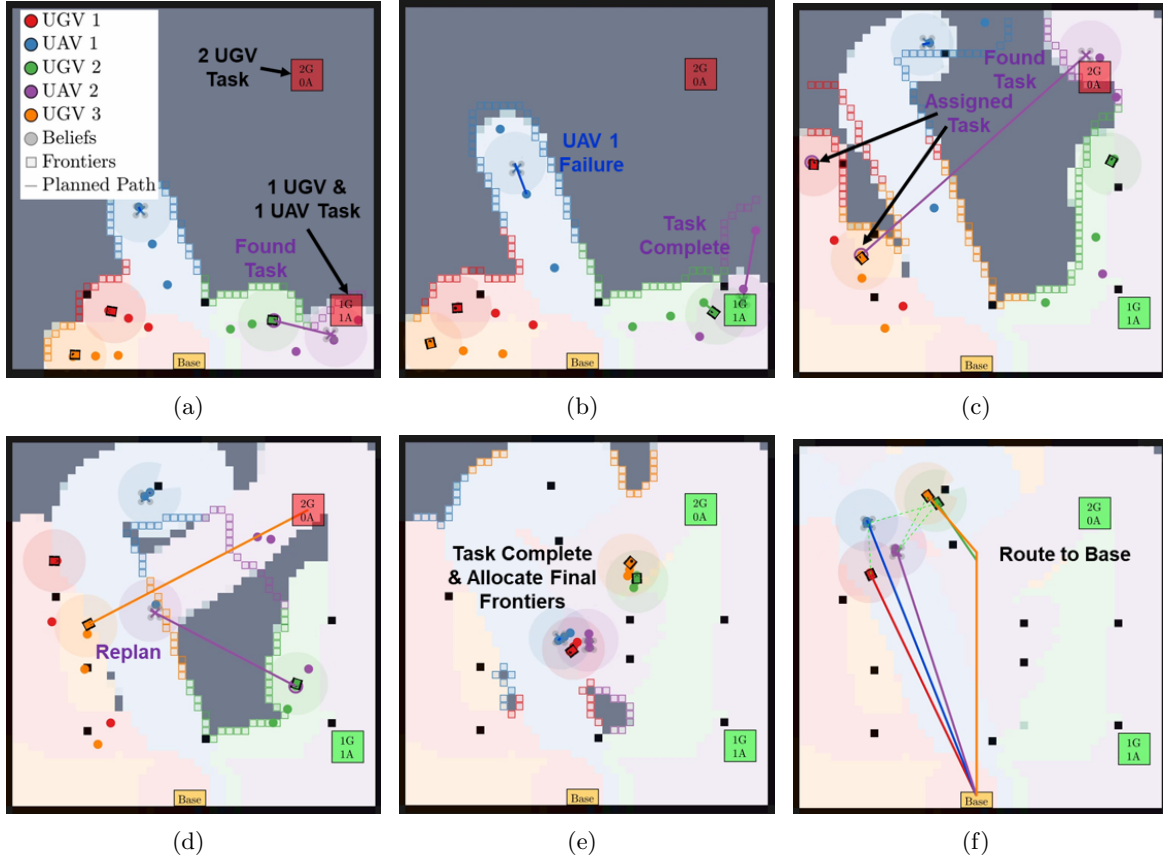 UGV 1
UAV 1
UGV 2
UAV 2
UGV 3
Beliefs
Frontiers
Planned Path
2 UGV
Task
2G
0A
1 UGV &
1 UAV Task
Found
Task
1G
1A
Base
(a)
2G
0A
UAV 1
Failure
Task
Complete
1G
1A
Base
(b)
Found
Task
2G
0A
Assigned
Task
1G
1A
Base
(c)
2G
0A
Replan
1G
1A
Base
(d)
2G
0A
Task Complete
& Allocate Final
Frontiers
1G
1A
Base
(e)
2G
0A
Route to Base
1G
1A
Base
(f)